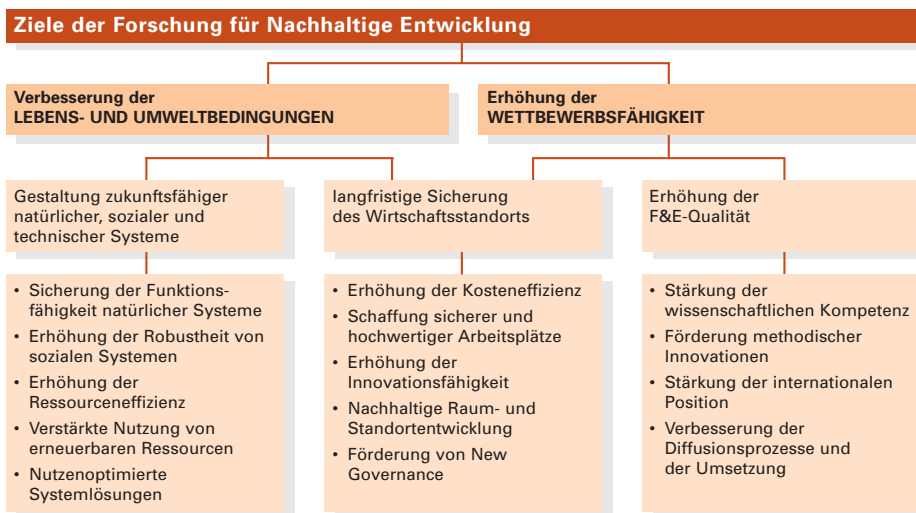 Ziele der Forschung für Nachhaltige Entwicklung
Verbesserung der
LEBENS- UND UMWELTBEDINGUNGEN
Erhöhung der
WETTBEWERBSFÄHIGKEIT
Gestaltung zukunftsfähiger
natürlicher, sozialer und
technischer Systeme
langfristige Sicherung
des Wirtschaftsstandorts
Erhöhung der
F&E-Qualität
• Sicherung der Funktions-
fähigkeit natürlicher Systeme
• Erhöhung der Robustheit von
sozialen Systemen
• Erhöhung der
Ressourceneffizienz
• Verstärkte Nutzung von
erneuerbaren Ressourcen
• Nutzenoptimierte
Systemlösungen
• Erhöhung der Kosteneffizienz
• Schaffung sicherer und
hochwertiger Arbeitsplätze
• Erhöhung der
Innovationsfähigkeit
• Nachhaltige Raum- und
Standortentwicklung
• Förderung von New
Governance
• Stärkung der
wissenschaftlichen Kompetenz
• Förderung methodischer
Innovationen
• Stärkung der internationalen
Position
• Verbesserung der
Diffusionsprozesse und
der Umsetzung